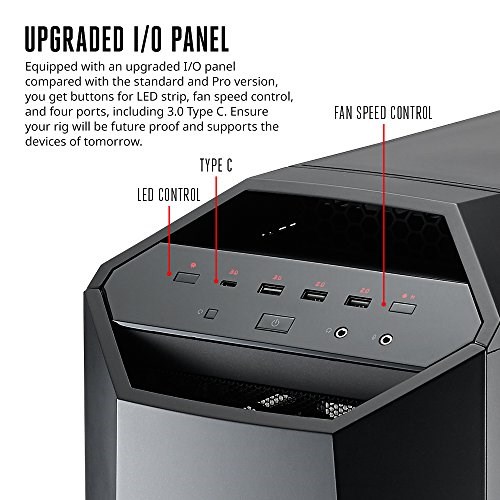 UPGRADED I/O PANEL
Equipped with an upgraded I/O panel
compared with the standard and Pro version,
you get buttons for LED strip, fan speed control,
and four ports, including 3.0 Type C. Ensure
your rig will be future proof and supports the
devices of tomorrow.
FAN SPEED CONTROL
TYPE C
LED CONTROL